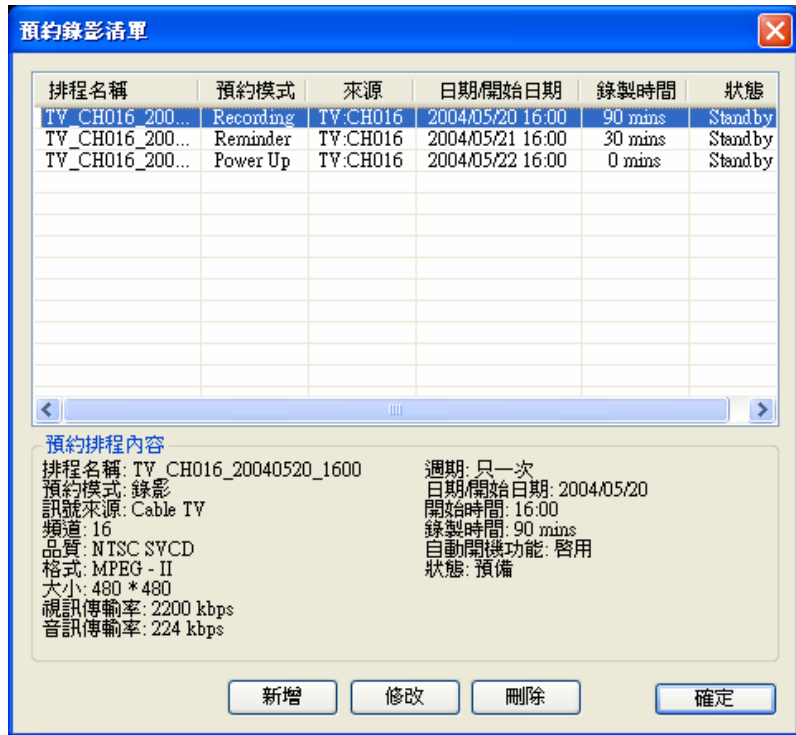 預約錄影清單
排程名稱 預約模式 來源 日期/開始日期 錄製時間 狀態
TV_CH016_200... Recording TV:CH016 2004/05/20 16:00 90 mins Standby
TV_CH016_200... Reminder TV:CH016 2004/05/21 16:00 30 mins Standby
TV_CH016_200... Power Up TV:CH016 2004/05/22 16:00 0 mins Standby
預約排程內容
排程名稱: TV_CH016_20040520_1600
預約模式: 錄影
訊號來源: Cable TV
頻道: 16
品質: NTSC SVCD
格式: MPEG - II
大小: 480 * 480
視訊傳輸率: 2200 kbps
音訊傳輸率: 224 kbps
週期: 只一次
日期/開始日期: 2004/05/20
開始時間: 16:00
錄製時間: 90 mins
自動開機功能: 啓用
狀態: 預備
新增 修改 刪除 確定